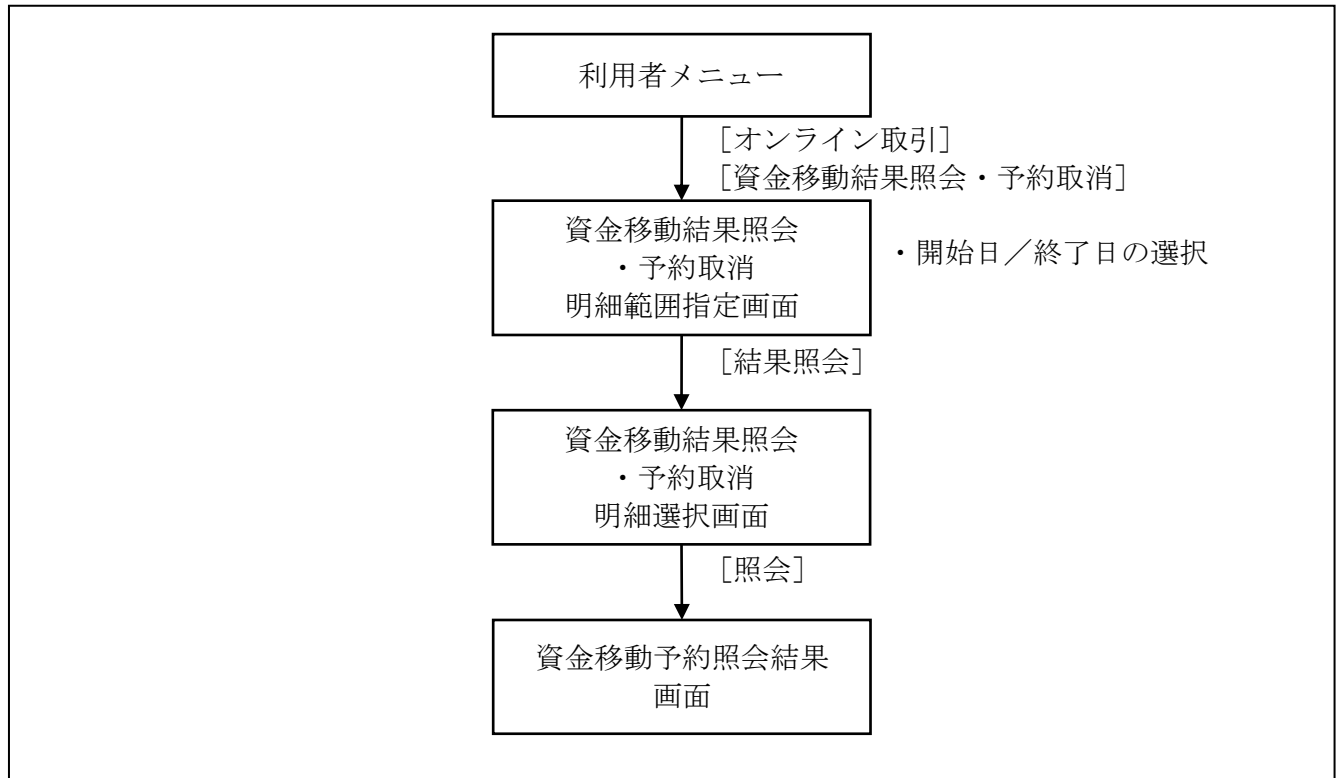 利用者メニュー
［オンライン取引］
［資金移動結果照会・予約取消］
資金移動結果照会
・予約取消
明細範囲指定画面
・開始日／終了日の選択
［結果照会］
資金移動結果照会
・予約取消
明細選択画面
［照会］
資金移動予約照会結果
画面